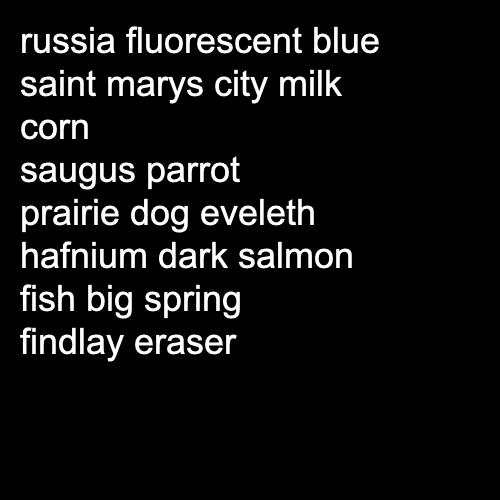 russia fluorescent blue
saint marys city milk
corn
saugus parrot
prairie dog eveleth
hafnium dark salmon
fish big spring
findlay eraser